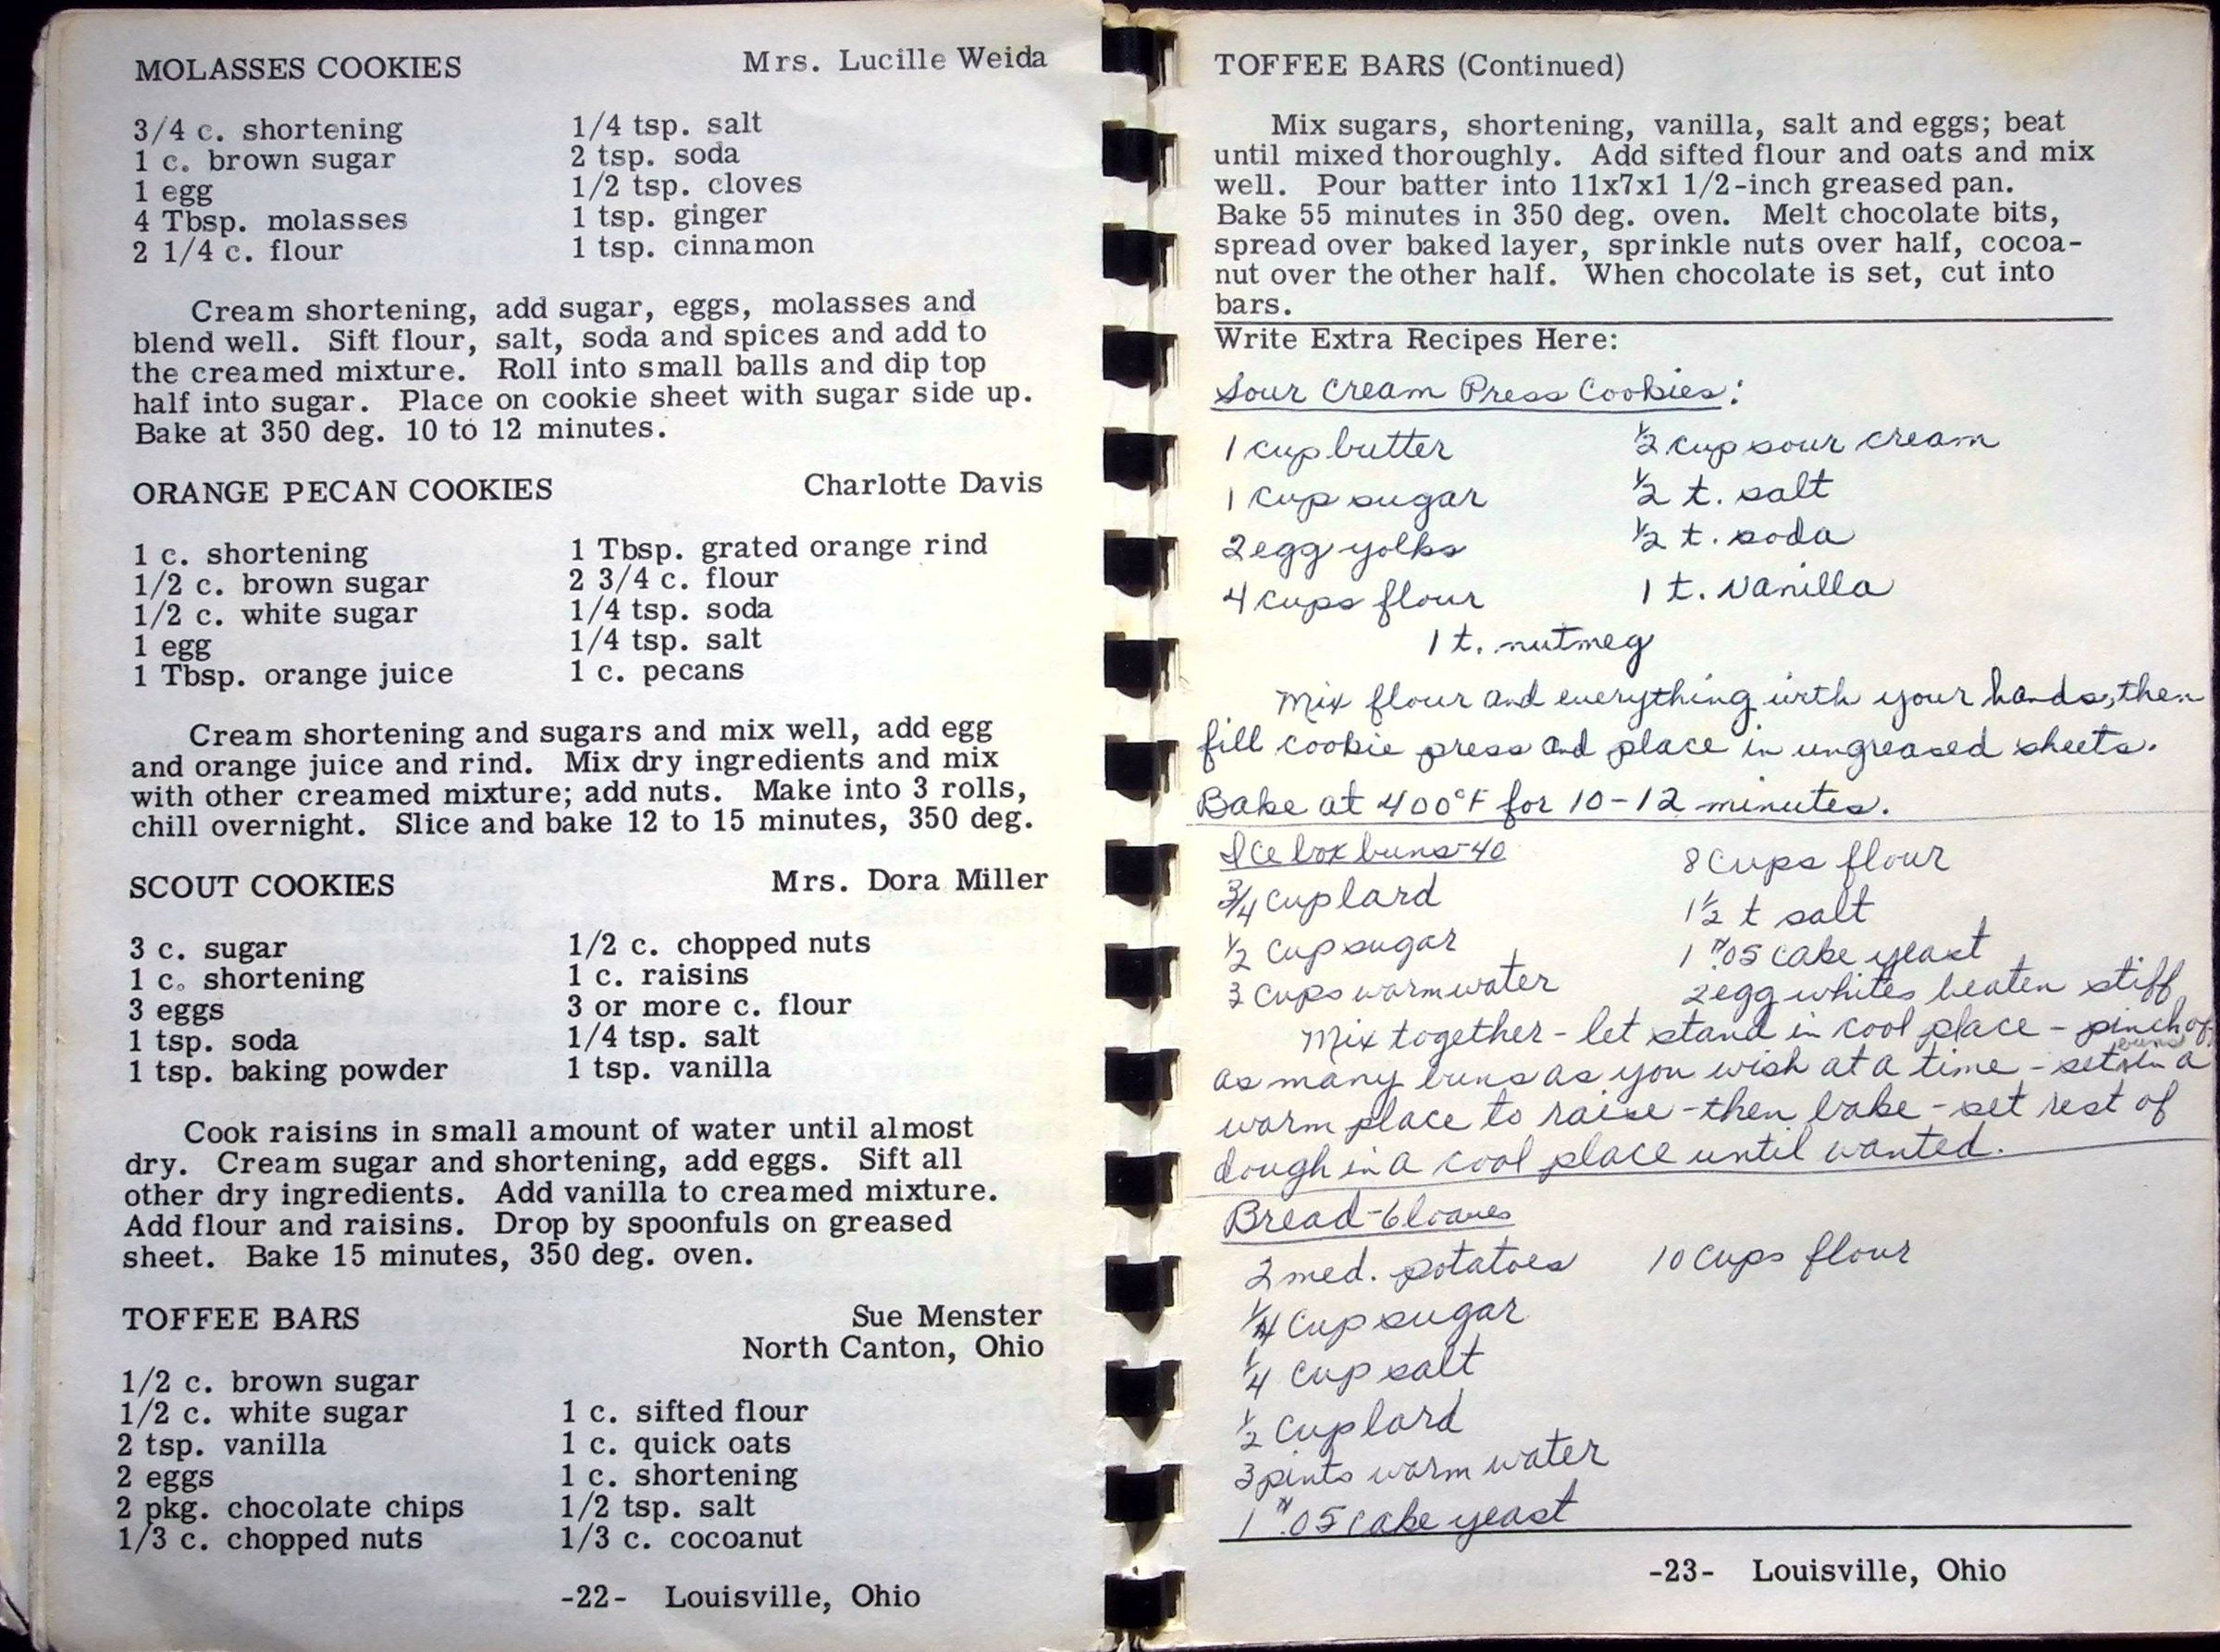 MOLASSES COOKIES Mrs. Lucille Weida
3/4 c. shortening 1/4 tsp. salt
1 c. brown sugar 2 tsp. soda
1 egg 1/2 tsp. cloves
4 Tbsp. molasses 1 tsp. ginger
2 1/4 c. flour 1 tsp. cinnamon
Cream shortening, add sugar, eggs, molasses and
blend well. Sift flour, salt, soda and spices and add to
the creamed mixture. Roll into small balls and dip top
half into sugar. Place on cookie sheet with sugar side up.
Bake at 350 deg. 10 to 12 minutes.
ORANGE PECAN COOKIES Charlotte Davis
1 c. shortening 1 Tbsp. grated orange rind
1/2 c. brown sugar 2 3/4 c. flour
1/2 c. white sugar 1/4 tsp. soda
1 egg 1/4 tsp. salt
1 Tbsp. orange juice 1 c. pecans
Cream shortening and sugars and mix well, add egg
and orange juice and rind. Mix dry ingredients and mix
with other creamed mixture; add nuts. Make into 3 rolls,
chill overnight. Slice and bake 12 to 15 minutes, 350 deg.
SCOUT COOKIES Mrs. Dora Miller
3 c. sugar 1/2 c. chopped nuts
1 c. shortening 1 c. raisins
3 eggs 3 or more c. flour
1 tsp. soda 1/4 tsp. salt
1 tsp. baking powder 1 tsp. vanilla
Cook raisins in small amount of water until almost
dry. Cream sugar and shortening, add eggs. Sift all
other dry ingredients. Add vanilla to creamed mixture.
Add flour and raisins. Drop by spoonfuls on greased
sheet. Bake 15 minutes, 350 deg. oven.
TOFFEE BARS Sue Menster
North Canton, Ohio
1/2 c. brown sugar
1/2 c. white sugar 1 c. sifted flour
2 tsp. vanilla 1 c. quick oats
2 eggs 1 c. shortening
2 pkg. chocolate chips 1/2 tsp. salt
1/3 c. chopped nuts 1/3 c. cocoanut
-22- Louisville, Ohio
TOFFEE BARS (Continued)
Mix sugars, shortening, vanilla, salt and eggs; beat
until mixed thoroughly. Add sifted flour and oats and mix
well. Pour batter into 11x7x1 1/2-inch greased pan.
Bake 55 minutes in 350 deg. oven. Melt chocolate bits,
spread over baked layer, sprinkle nuts over half, cocoa-
nut over the other half. When chocolate is set, cut into
bars.
Write Extra Recipes Here:
Sour Cream Press Cookies:
1 cup butter 1/2 cup sour cream
1 cup sugar 1/2 t. salt
2 egg yolks 1/2 t. soda
4 cups flour 1 t. vanilla
1 t. nutmeg
Mix flour and everything with your hands, then
fill cookie press and place in ungreased sheets.
Bake at 400°F for 10-12 minutes.
Ice box buns-40 8 cups flour
3/4 cup lard 1 1/2 t salt
1/2 cup sugar 1 .05 cake yeast
3 cups warm water 2 egg whites beaten stiff
Mix together - let stand in cool place - pinch of
as many buns as you wish at a time - set buns in a
warm place to raise - then bake - set rest of
dough in a cool place until wanted.
Bread-6 loaves
2 med. potatoes 10 cups flour
1/4 cup sugar
1/4 cup salt
1/2 cup lard
3 pints warm water
1 .05 cake yeast
-23- Louisville, Ohio